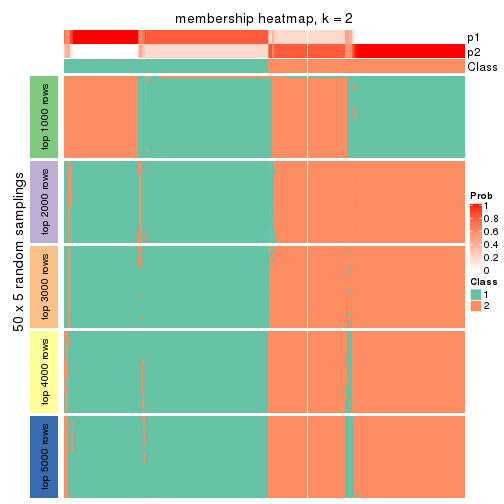 membership heatmap, k = 2
p1
p2
Class
50 x 5 random samplings
top 1000 rows
top 2000 rows
top 3000 rows
top 4000 rows
top 5000 rows
Prob
1
0.8
0.6
0.4
0.2
0
Class
1
2